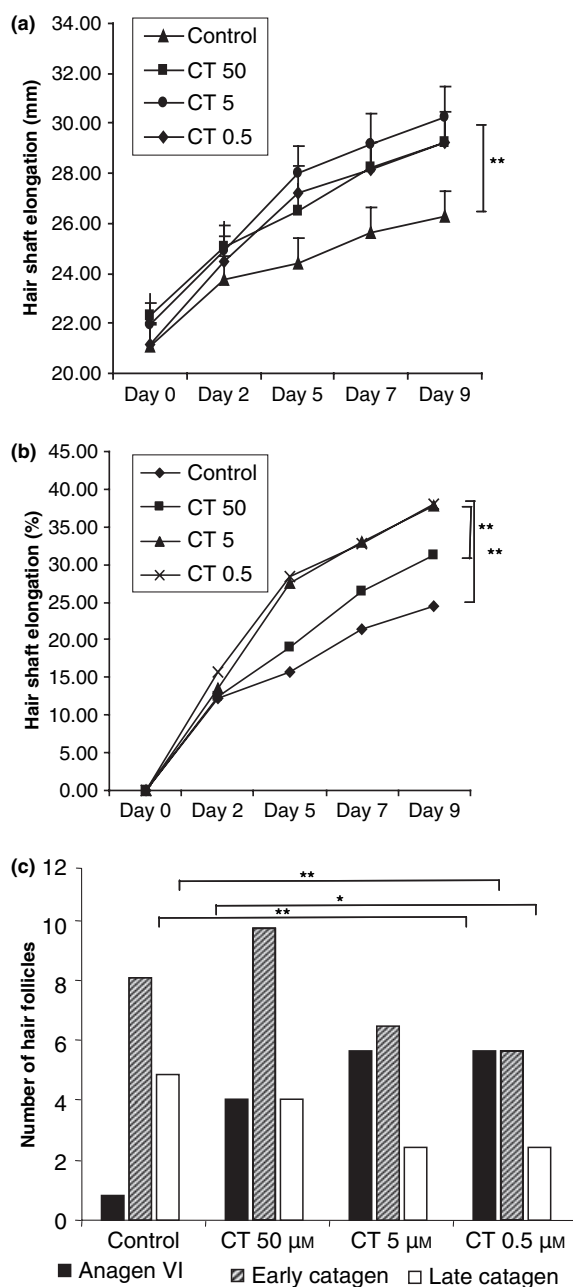 (a)
34.00
32.00
30.00
28.00
26.00
24.00
22.00
20.00
Hair shaft elongation (mm)
Control
CT 50
CT 5
CT 0.5
**
Day 0 Day 2 Day 5 Day 7 Day 9
(b)
45.00
40.00
35.00
30.00
25.00
20.00
15.00
10.00
5.00
0.00
Hair shaft elongation (%)
Control
CT 50
CT 5
CT 0.5
**
**
Day 0 Day 2 Day 5 Day 7 Day 9
(c)
12
10
8
6
4
2
0
Number of hair follicles
**
*
**
Control CT 50 μM CT 5 μM CT 0.5 μM
Anagen VI Early catagen Late catagen